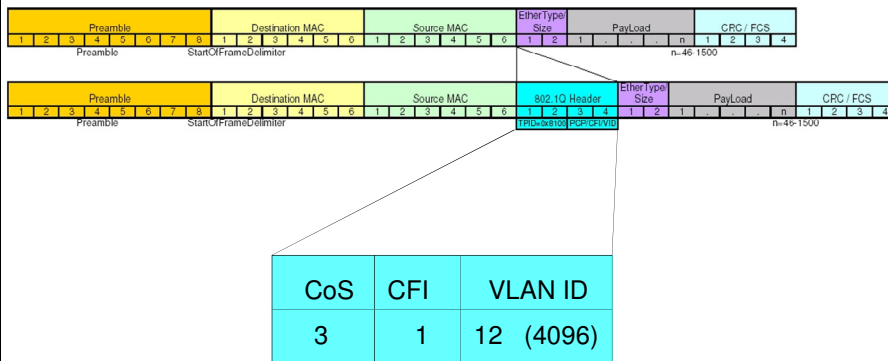 EtherType/
Preamble Destination MAC Source MAC Size PayLoad CRC / FCS
1 2 3 4 5 6 7 8 1 2 3 4 5 6 1 2 3 4 5 6 1 2 1 . . n 1 2 3 4
Preamble StartOfFrameDelimiter n=46-1500
EtherType/
Preamble Destination MAC Source MAC 802.1Q Header Size PayLoad CRC / FCS
1 2 3 4 5 6 7 8 1 2 3 4 5 6 1 2 3 4 5 6 1 2 3 4 1 2 1 . . . n 1 2 3 4
TPID=0x8100 PCP/CFI/VID
Preamble StartOfFrameDelimiter n=46-1500
CoS CFI VLAN ID
3 1 12 (4096)